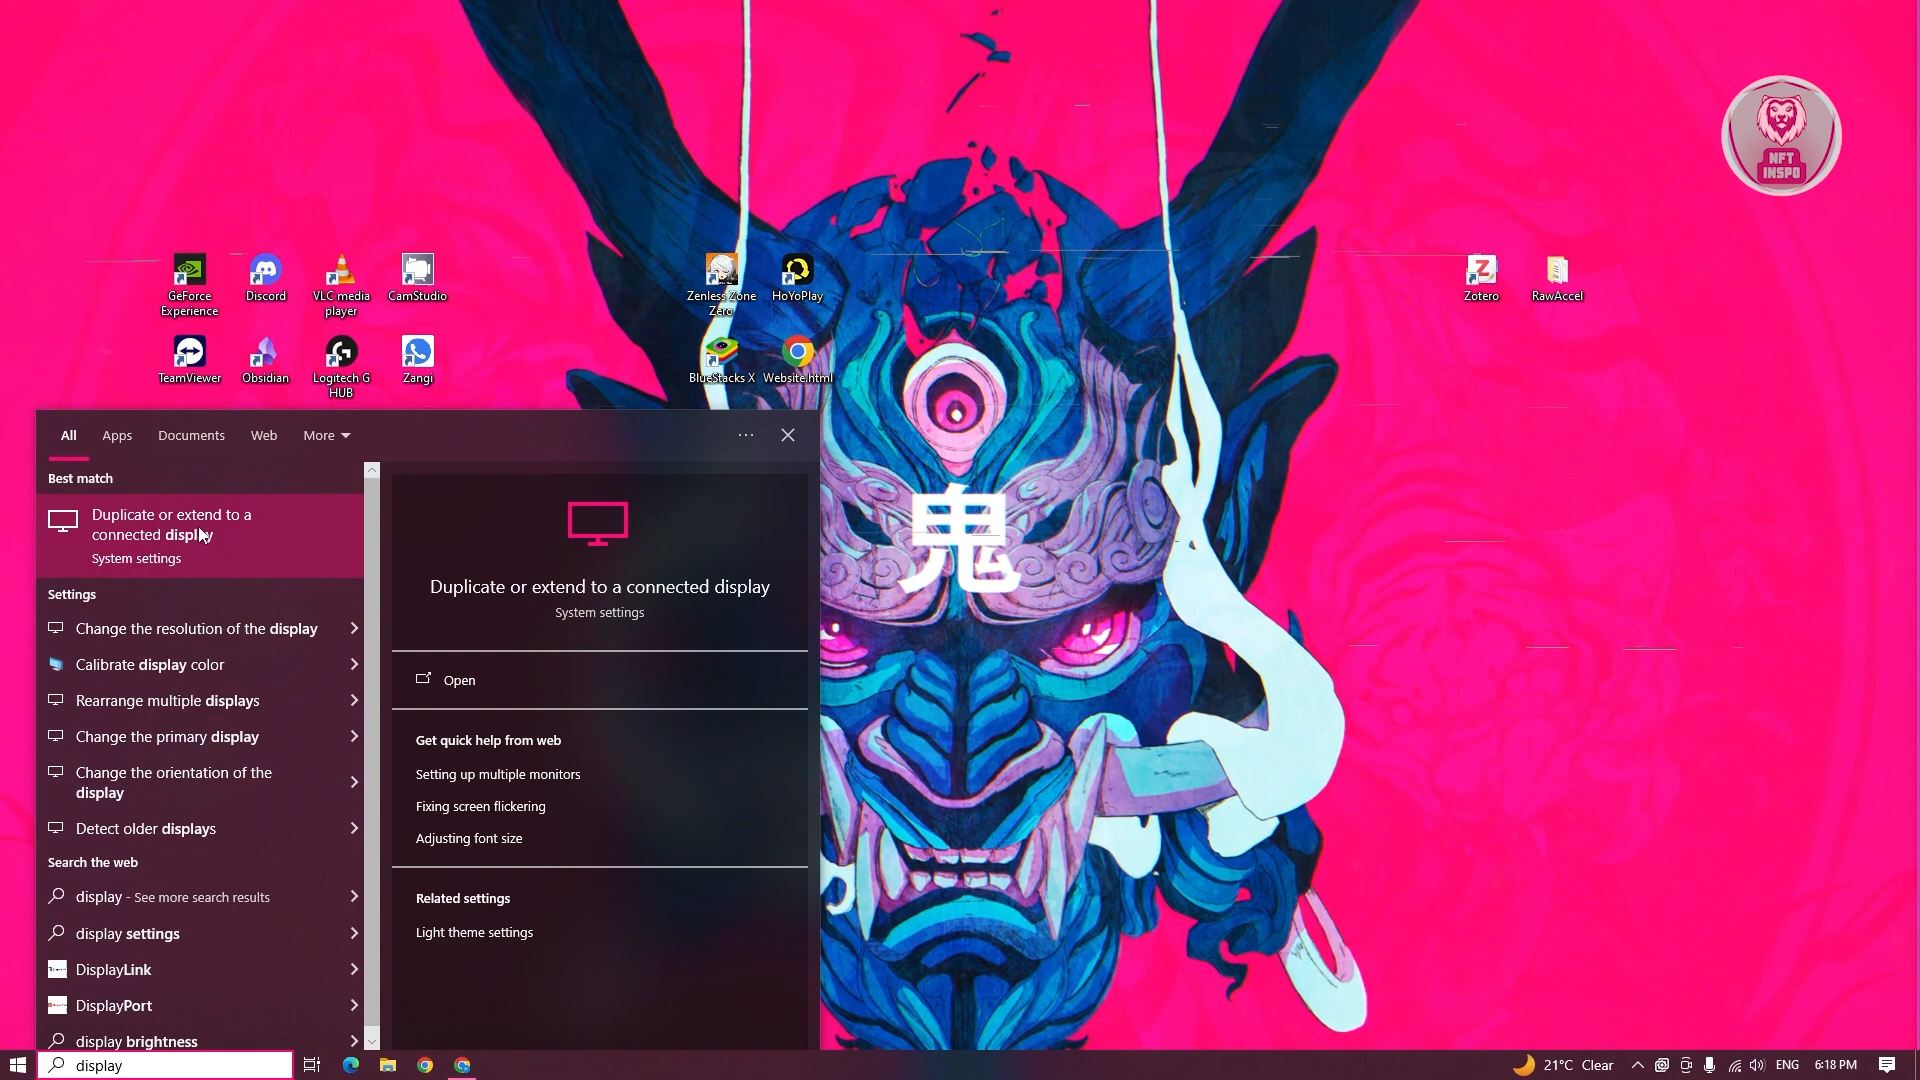 NFT
INSPO
GeForce
Experience
Discord
VLC media
player
CamStudio
Zenless Zone
Zero
HoYoPlay
Zotero
RawAccel
TeamViewer
Obsidian
Logitech G
HUB
Zangi
BlueStacks X
Website.html
All
Apps
Documents
Web
More
Best match
Duplicate or extend to a
connected display
System settings
Settings
Change the resolution of the display
Calibrate display color
Rearrange multiple displays
Change the primary display
Change the orientation of the
display
Detect older displays
Search the web
display - See more search results
display settings
DisplayLink
DisplayPort
display brightness
Duplicate or extend to a connected display
System settings
Open
Get quick help from web
Setting up multiple monitors
Fixing screen flickering
Adjusting font size
Related settings
Light theme settings
鬼
display
21°C Clear
ENG
6:18 PM